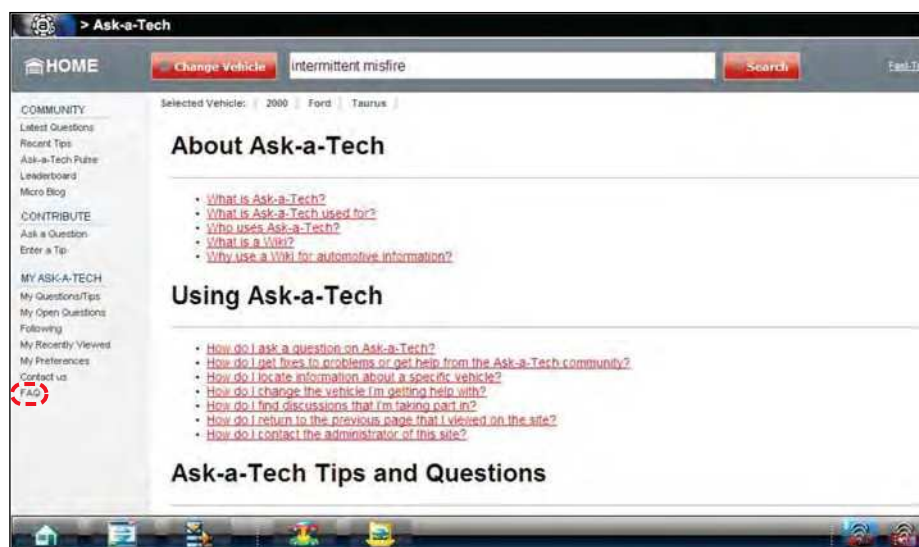 > Ask-a-Tech
HOME
Change Vehicle
intermittent misfire
Search
Selected Vehicle: 2000 Ford Taurus
COMMUNITY
Latest Questions
Recent Tips
Ask-a-Tech Pulse
Leaderboard
Micro Blog
CONTRIBUTE
Ask a Question
Enter a Tip
MY ASK-A-TECH
My Questions/Tips
My Open Questions
Following
My Recently Viewed
My Preferences
Contact us
FAQ
About Ask-a-Tech
• What is Ask-a-Tech?
• What is Ask-a-Tech used for?
• Who uses Ask-a-Tech?
• What is a Wiki?
• Why use a Wiki for automotive information?
Using Ask-a-Tech
• How do I ask a question on Ask-a-Tech?
• How do I get fixes to problems or get help from the Ask-a-Tech community?
• How do I locate information about a specific vehicle?
• How do I change the vehicle I'm getting help with?
• How do I find discussions that I'm taking part in?
• How do I return to the previous page that I viewed on the site?
• How do I contact the administrator of this site?
Ask-a-Tech Tips and Questions